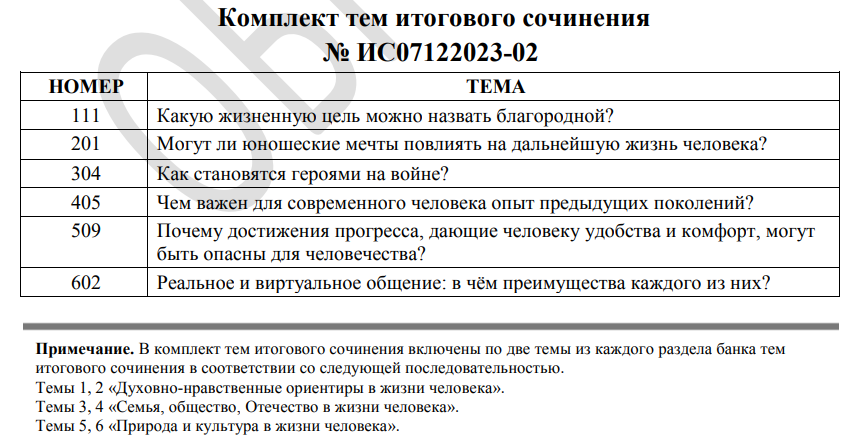 Комплект тем итогового сочинения
№ ИС07122023-02
НОМЕР ТЕМА
111 Какую жизненную цель можно назвать благородной?
201 Могут ли юношеские мечты повлиять на дальнейшую жизнь человека?
304 Как становятся героями на войне?
405 Чем важен для современного человека опыт предыдущих поколений?
509 Почему достижения прогресса, дающие человеку удобства и комфорт, могут
быть опасны для человечества?
602 Реальное и виртуальное общение: в чём преимущества каждого из них?
Примечание. В комплект тем итогового сочинения включены по две темы из каждого раздела банка тем
итогового сочинения в соответствии со следующей последовательностью.
Темы 1, 2 «Духовно-нравственные ориентиры в жизни человека».
Темы 3, 4 «Семья, общество, Отечество в жизни человека».
Темы 5, 6 «Природа и культура в жизни человека».